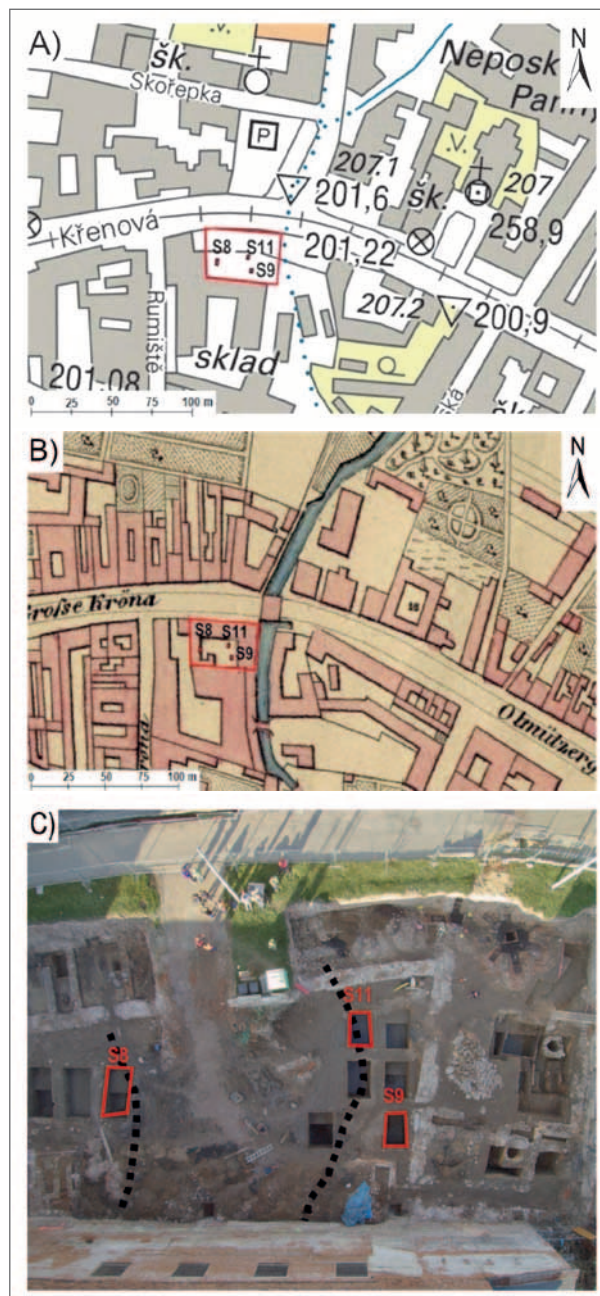 A)
N
šk.
Skořepka
.V.
P
Neposk
207.1
201,6
šk.
.V.
207
258,9
Křenová
S8
S11
S9
201,22
Rumiště
sklad
207.2
200,9
201,08
šk
0 25 50 75 100 m
B)
N
Grosse Kröna
S8
S11
S9
Olmützerg
0 25 50 75 100 m
C)
S8
S11
S9